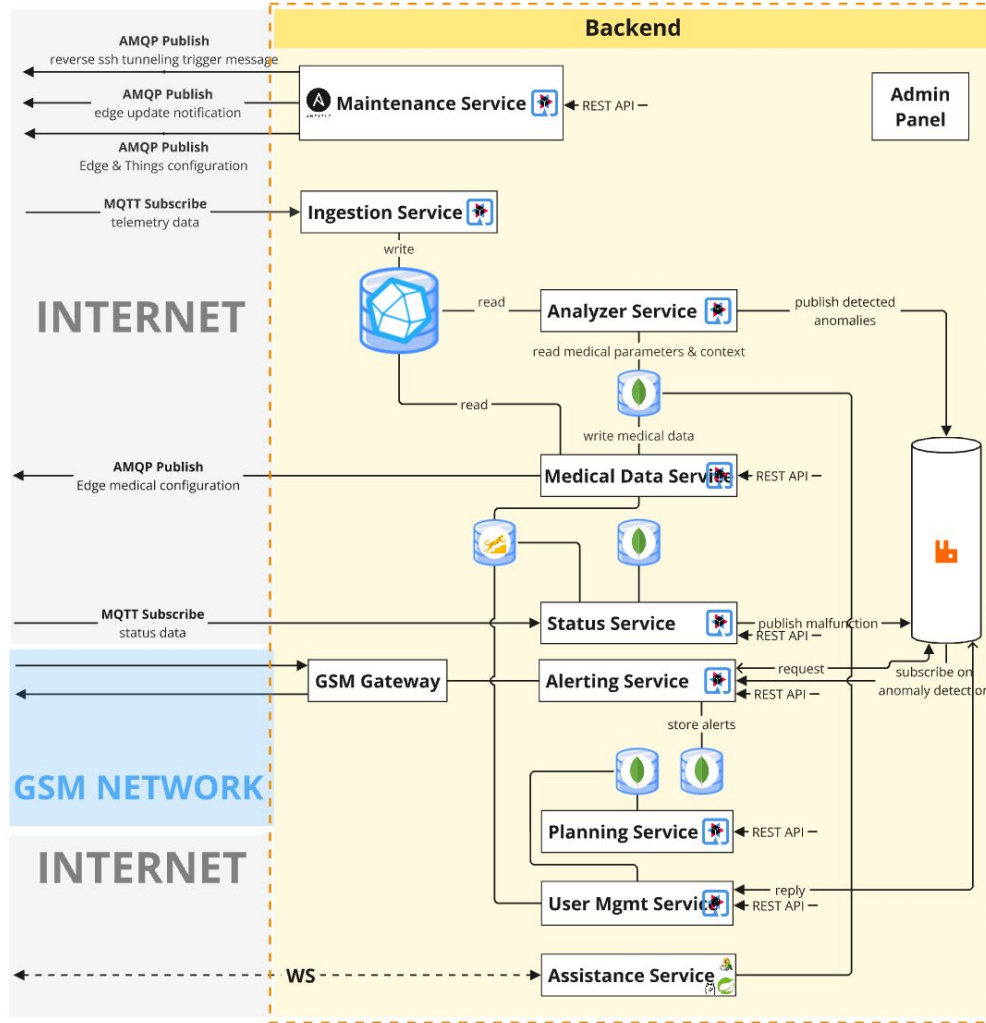 Backend
AMQP Publish
reverse ssh tunneling trigger message
AMQP Publish
edge update notification
AMQP Publish
Edge & Things configuration
Maintenance Service
REST API
Admin
Panel
MQTT Subscribe
telemetry data
Ingestion Service
write
INTERNET
read
Analyzer Service
publish detected
anomalies
read medical parameters & context
read
write medical data
AMQP Publish
Edge medical configuration
Medical Data Service
REST API
MQTT Subscribe
status data
Status Service
publish malfunction
REST API
GSM Gateway
Alerting Service
request
subscribe on
anomaly detection
REST API
store alerts
GSM NETWORK
Planning Service
REST API
INTERNET
User Mgmt Service
reply
REST API
WS
Assistance Service